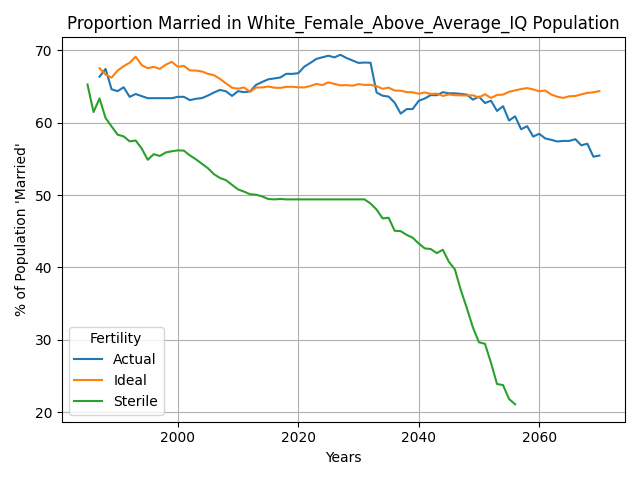 Proportion Married in White_Female_Above_Average_IQ Population
% of Population 'Married'
70
60
50
40
30
20
Fertility
Actual
Ideal
Sterile
2000
2020
2040
2060
Years